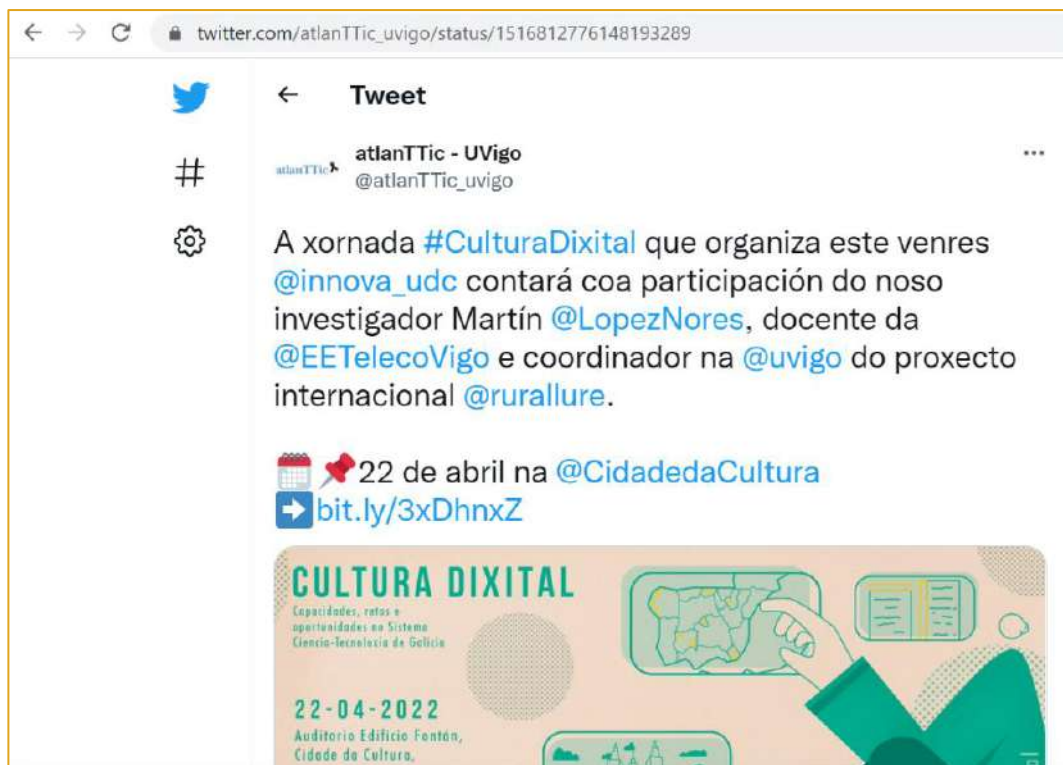 twitter.com/atlanTTic_uvigo/status/1516812776148193289
Tweet
atlanTTic
atlanTTic - UVigo
@atlanTTic_uvigo
A xornada #CulturaDixital que organiza este venres
@innova_udc contará coa participación do noso
investigador Martín @LopezNores, docente da
@EETelecoVigo e coordinador na @uvigo do proxecto
internacional @rurallure.
22 de abril na @CidadedaCultura
bit.ly/3xDhnxZ
CULTURA DIXITAL
Capacidades, retos e
oportunidades no Sistema
Ciencia-Tecnoloxía de Galicia
22-04-2022
Auditorio Edificio Fontán,
Cidade da Cultura,